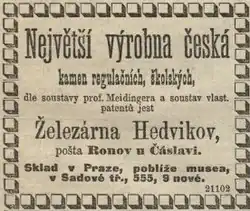 Největší výrobna česká
kamen regulačních, školských,
dle soustavy prof. Meidingera a soustav vlast.
patentů jest
Železárna Hedvikov,
pošta Ronov u Čáslavi.
Sklad v Praze, poblíže musea,
v Sadové tř., 555, 9 nové.
21102